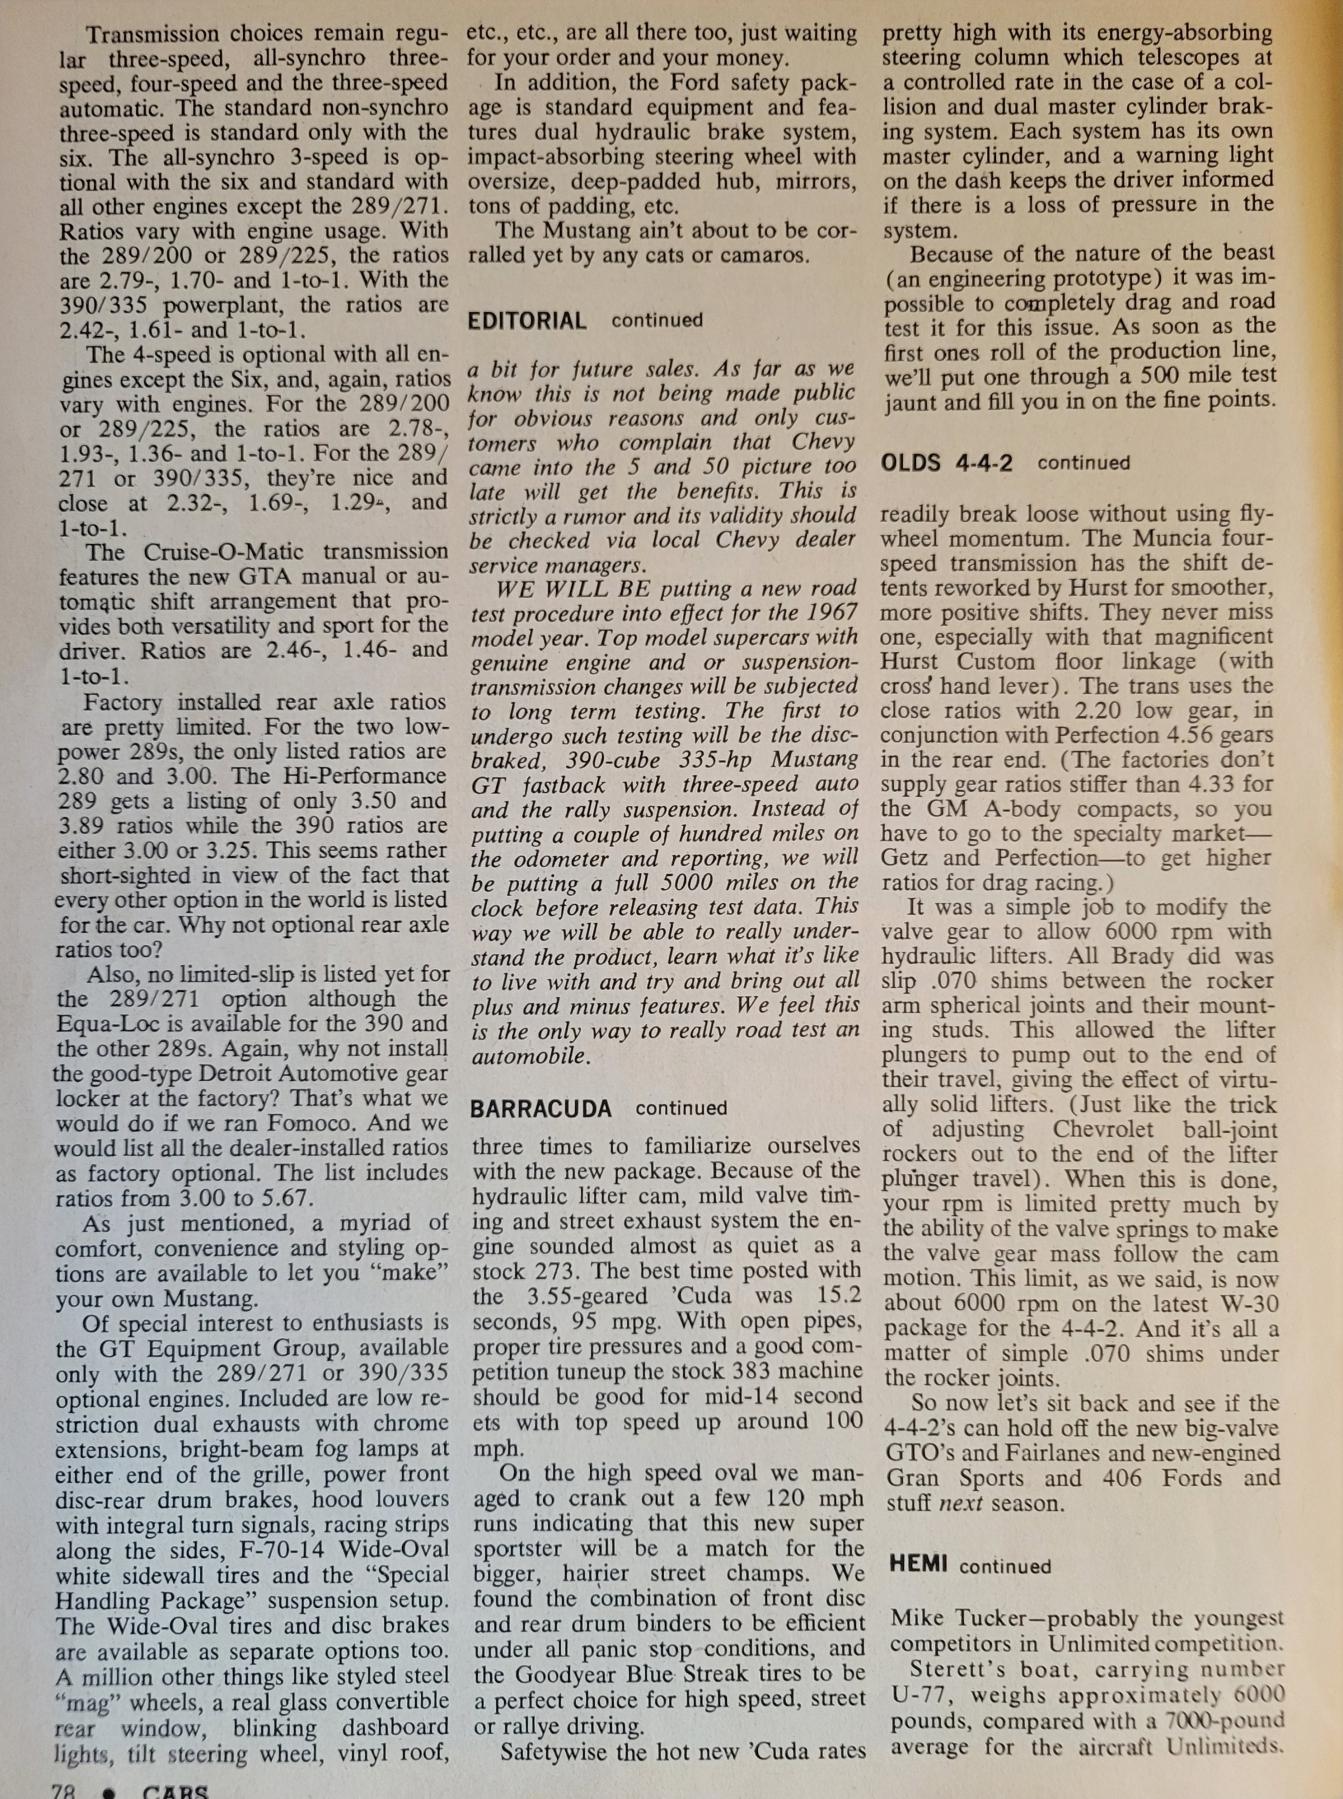 Transmission choices remain regu-
lar three-speed, all-synchro three-
speed, four-speed and the three-speed
automatic. The standard non-synchro
three-speed is standard only with the
six. The all-synchro 3-speed is op-
tional with the six and standard with
all other engines except the 289/271.
Ratios vary with engine usage. With
the 289/200 or 289/225, the ratios
are 2.79-, 1.70- and 1-to-1. With the
390/335 powerplant, the ratios are
2.42-, 1.61- and 1-to-1.
The 4-speed is optional with all en-
gines except the Six, and, again, ratios
vary with engines. For the 289/200
or 289/225, the ratios are 2.78-,
1.93-, 1.36- and 1-to-1. For the 289/
271 or 390/335, they're nice and
close at 2.32-, 1.69-, 1.29-, and
1-to-1.
The Cruise-O-Matic transmission
features the new GTA manual or au-
tomatic shift arrangement that pro-
vides both versatility and sport for the
driver. Ratios are 2.46-, 1.46- and
1-to-1.
Factory installed rear axle ratios
are pretty limited. For the two low-
power 289s, the only listed ratios are
2.80 and 3.00. The Hi-Performance
289 gets a listing of only 3.50 and
3.89 ratios while the 390 ratios are
either 3.00 or 3.25. This seems rather
short-sighted in view of the fact that
every other option in the world is listed
for the car. Why not optional rear axle
ratios too?
Also, no limited-slip is listed yet for
the 289/271 option although the
Equa-Loc is available for the 390 and
the other 289s. Again, why not install
the good-type Detroit Automotive gear
locker at the factory? That's what we
would do if we ran Fomoco. And we
would list all the dealer-installed ratios
as factory optional. The list includes
ratios from 3.00 to 5.67.
As just mentioned, a myriad of
comfort, convenience and styling op-
tions are available to let you "make"
your own Mustang.
Of special interest to enthusiasts is
the GT Equipment Group, available
only with the 289/271 or 390/335
optional engines. Included are low re-
striction dual exhausts with chrome
extensions, bright-beam fog lamps at
either end of the grille, power front
disc-rear drum brakes, hood louvers
with integral turn signals, racing strips
along the sides, F-70-14 Wide-Oval
white sidewall tires and the "Special
Handling Package" suspension setup.
The Wide-Oval tires and disc brakes
are available as separate options too.
A million other things like styled steel
"mag" wheels, a real glass convertible
rear window, blinking dashboard
lights, tilt steering wheel, vinyl roof,
etc., etc., are all there too, just waiting
for your order and your money.
In addition, the Ford safety pack-
age is standard equipment and fea-
tures dual hydraulic brake system,
impact-absorbing steering wheel with
oversize, deep-padded hub, mirrors,
tons of padding, etc.
The Mustang ain't about to be cor-
ralled yet by any cats or camaros.
EDITORIAL continued
a bit for future sales. As far as we
know this is not being made public
for obvious reasons and only cus-
tomers who complain that Chevy
came into the 5 and 50 picture too
late will get the benefits. This is
strictly a rumor and its validity should
be checked via local Chevy dealer
service managers.
WE WILL BE putting a new road
test procedure into effect for the 1967
model year. Top model supercars with
genuine engine and or suspension-
transmission changes will be subjected
to long term testing. The first to
undergo such testing will be the disc-
braked, 390-cube 335-hp Mustang
GT fastback with three-speed auto
and the rally suspension. Instead of
putting a couple of hundred miles on
the odometer and reporting, we will
be putting a full 5000 miles on the
clock before releasing test data. This
way we will be able to really under-
stand the product, learn what it's like
to live with and try and bring out all
plus and minus features. We feel this
is the only way to really road test an
automobile.
BARRACUDA continued
three times to familiarize ourselves
with the new package. Because of the
hydraulic lifter cam, mild valve tim-
ing and street exhaust system the en-
gine sounded almost as quiet as a
stock 273. The best time posted with
the 3.55-geared 'Cuda was 15.2
seconds, 95 mpg. With open pipes,
proper tire pressures and a good com-
petition tuneup the stock 383 machine
should be good for mid-14 second
ets with top speed up around 100
mph.
On the high speed oval we man-
aged to crank out a few 120 mph
runs indicating that this new super
sportster will be a match for the
bigger, hairier street champs. We
found the combination of front disc
and rear drum binders to be efficient
under all panic stop conditions, and
the Goodyear Blue Streak tires to be
a perfect choice for high speed, street
or rallye driving.
Safetywise the hot new 'Cuda rates
pretty high with its energy-absorbing
steering column which telescopes at
a controlled rate in the case of a col-
lision and dual master cylinder brak-
ing system. Each system has its own
master cylinder, and a warning light
on the dash keeps the driver informed
if there is a loss of pressure in the
system.
Because of the nature of the beast
(an engineering prototype) it was im-
possible to completely drag and road
test it for this issue. As soon as the
first ones roll of the production line,
we'll put one through a 500 mile test
jaunt and fill you in on the fine points.
OLDS 4-4-2 continued
readily break loose without using fly-
wheel momentum. The Muncia four-
speed transmission has the shift de-
tents reworked by Hurst for smoother,
more positive shifts. They never miss
one, especially with that magnificent
Hurst Custom floor linkage (with
cross hand lever). The trans uses the
close ratios with 2.20 low gear, in
conjunction with Perfection 4.56 gears
in the rear end. (The factories don't
supply gear ratios stiffer than 4.33 for
the GM A-body compacts, so you
have to go to the specialty market—
Getz and Perfection—to get higher
ratios for drag racing.)
It was a simple job to modify the
valve gear to allow 6000 rpm with
hydraulic lifters. All Brady did was
slip .070 shims between the rocker
arm spherical joints and their mount-
ing studs. This allowed the lifter
plungers to pump out to the end of
their travel, giving the effect of virtu-
ally solid lifters. (Just like the trick
of adjusting Chevrolet ball-joint
rockers out to the end of the lifter
plunger travel). When this is done,
your rpm is limited pretty much by
the ability of the valve springs to make
the valve gear mass follow the cam
motion. This limit, as we said, is now
about 6000 rpm on the latest W-30
package for the 4-4-2. And it's all a
matter of simple .070 shims under
the rocker joints.
So now let's sit back and see if the
4-4-2's can hold off the new big-valve
GTO's and Fairlanes and new-engined
Gran Sports and 406 Fords and
stuff next season.
HEMI continued
Mike Tucker—probably the youngest
competitors in Unlimited competition.
Sterett's boat, carrying number
U-77, weighs approximately 6000
pounds, compared with a 7000-pound
average for the aircraft Unlimiteds.
78 • CARS